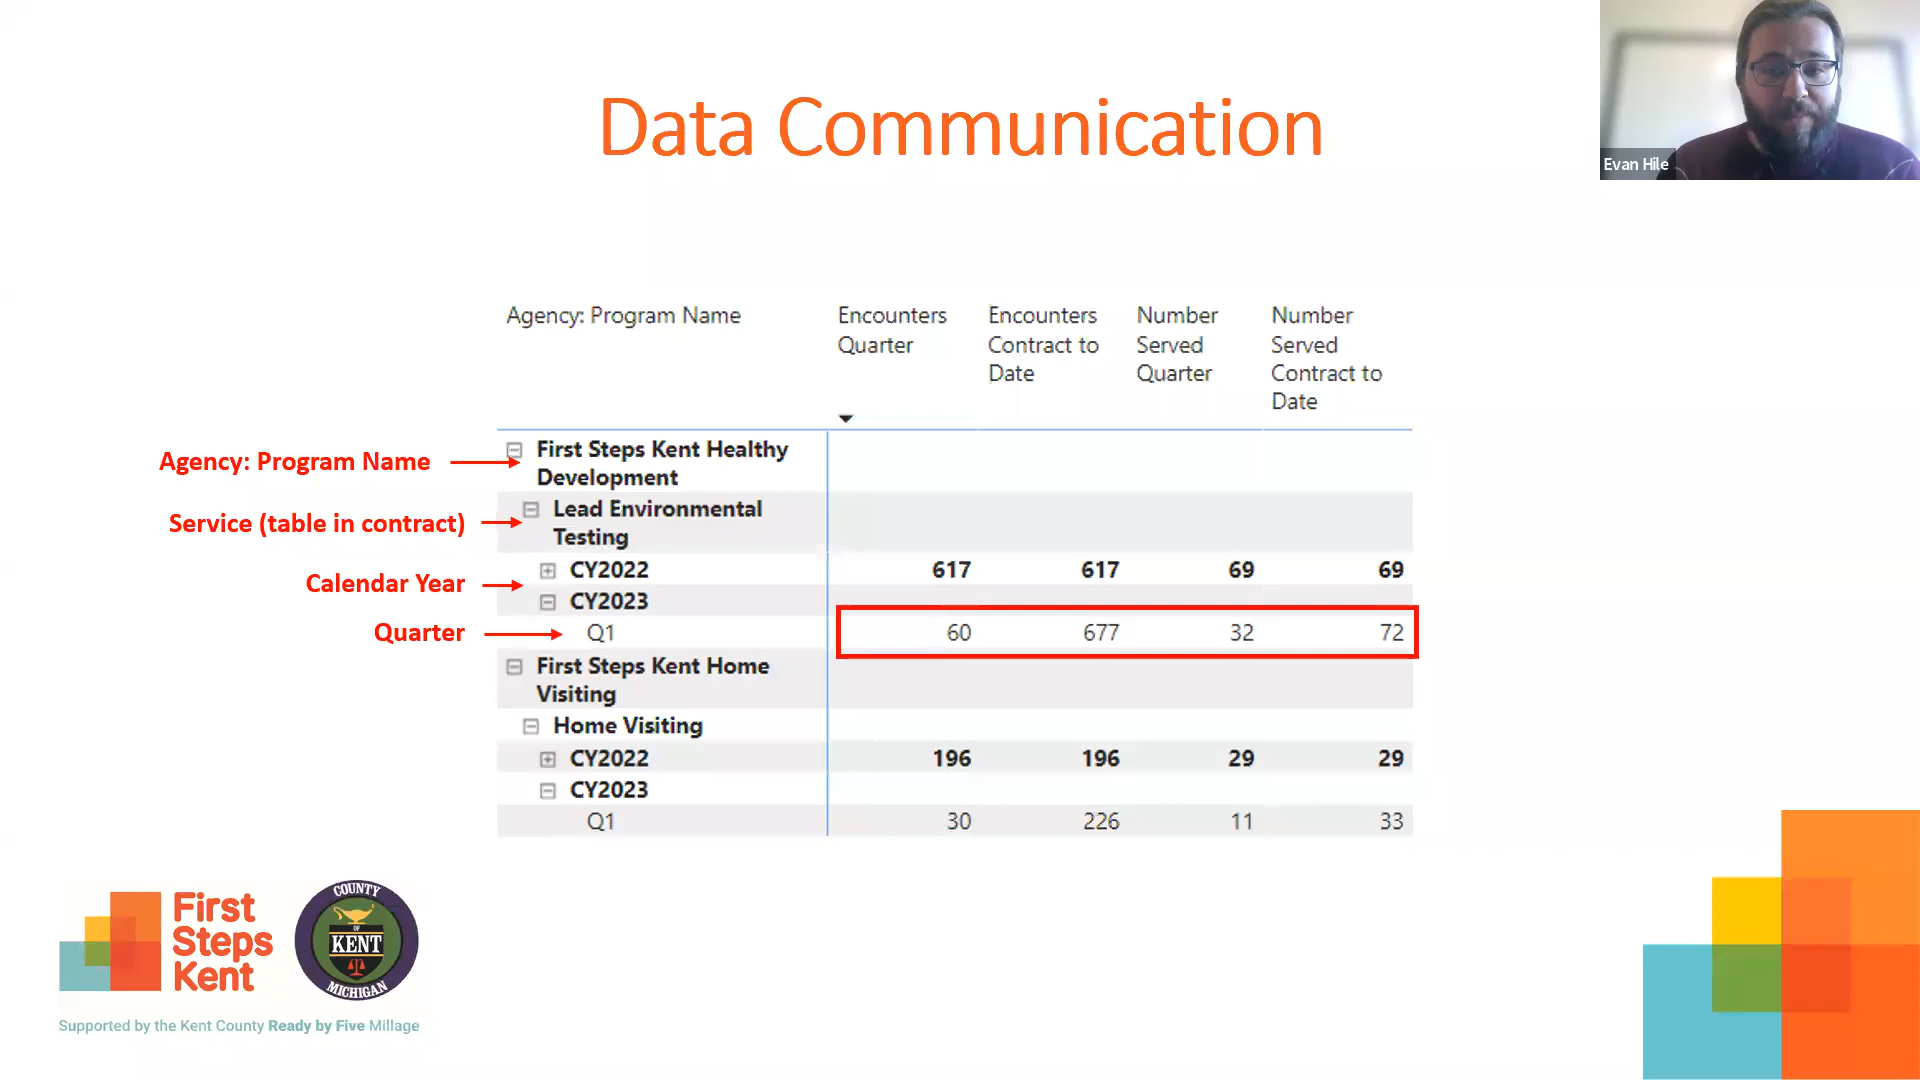 Data Communication
Evan Hile
Agency: Program Name
Encounters
Quarter
Encounters
Contract to
Date
Number
Served
Quarter
Number
Served
Contract to
Date
Agency: Program Name
First Steps Kent Healthy
Development
Service (table in contract)
Lead Environmental
Testing
Calendar Year
CY2022 617 617 69 69
CY2023
Quarter
Q1 60 677 32 72
First Steps Kent Home
Visiting
Home Visiting
CY2022 196 196 29 29
CY2023
Q1 30 226 11 33
First
Steps
Kent
COUNTY
OF
KENT
MICHIGAN
Supported by the Kent County Ready by Five Millage